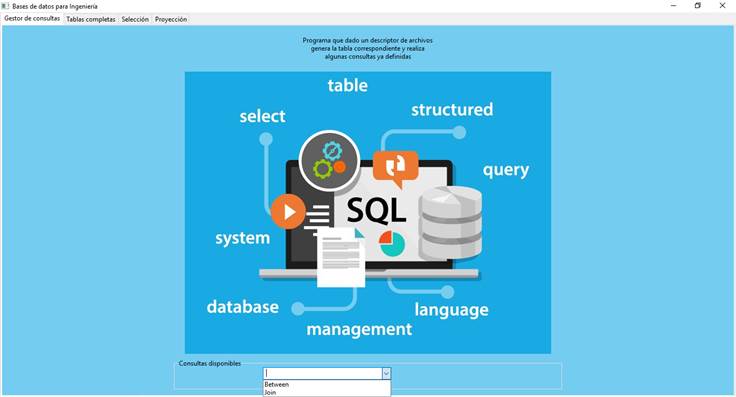 Bases de datos para Ingeniería
Gestor de consultas Tablas completas Selección Proyección
Programa que dado un descriptor de archivos
genera la tabla correspondiente y realiza
algunas consultas ya definidas
table
select
structured
query
SQL
system
database
language
management
Consultas disponibles
Between
Join